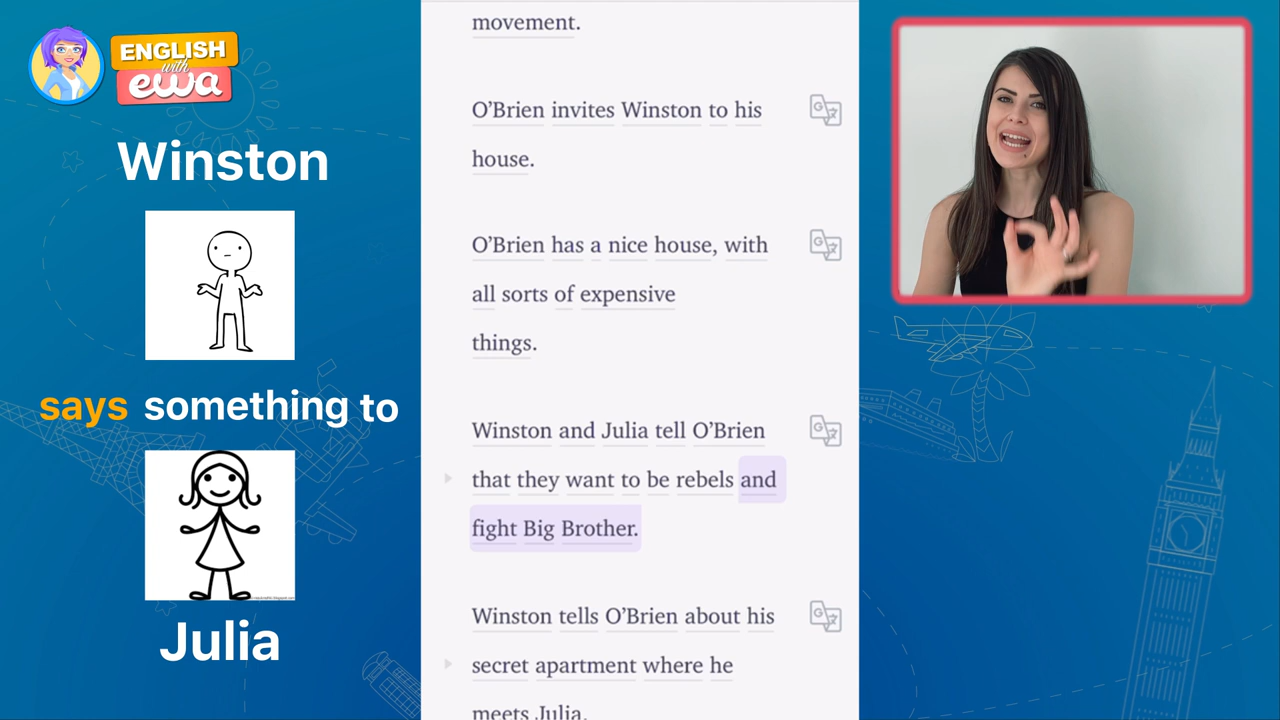 ENGLISH
with
ewa
Winston
says something to
Julia
movement.
O’Brien invites Winston to his
house.
O’Brien has a nice house, with
all sorts of expensive
things.
Winston and Julia tell O’Brien
that they want to be rebels and
fight Big Brother.
Winston tells O’Brien about his
secret apartment where he
meets Julia.